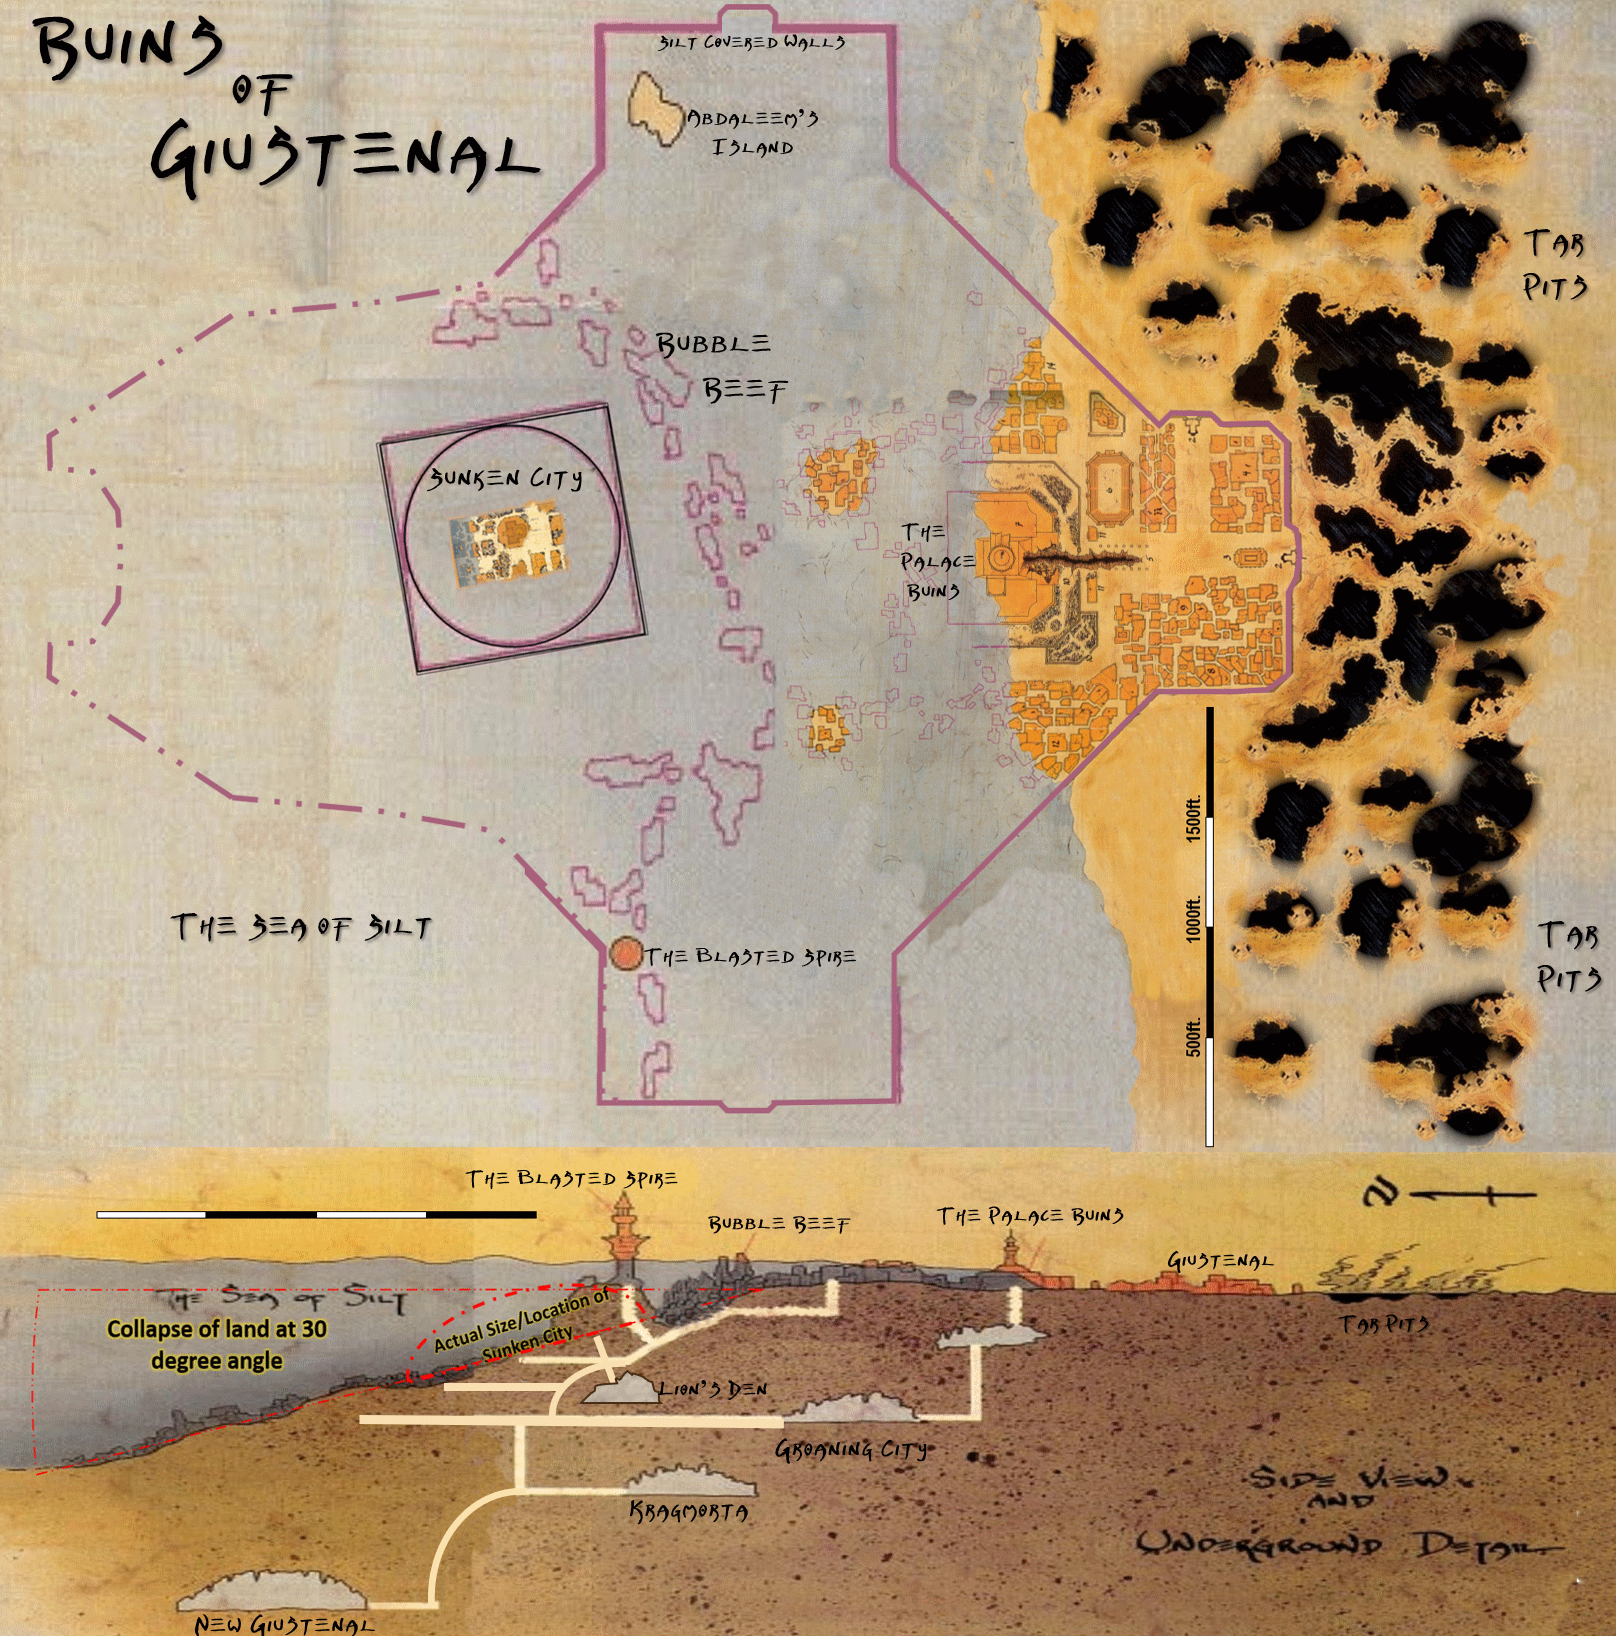 RUINS
OF
GIUSTENAL
SILT COVERED WALLS
ABDALEEM'S
ISLAND
TAR
PITS
RUBBLE
REEF
SUNKEN CITY
THE
PALACE
RUINS
THE SEA OF SILT
THE BLASTED SPIRE
1500ft.
1000ft.
500ft.
TAR
PITS
THE BLASTED SPIRE
RUBBLE REEF
THE PALACE RUINS
GIUSTENAL
N
THE SEA OF SILT
Collapse of land at 30
degree angle
Actual Size/Location of
Sunken City
TAR PITS
LION'S DEN
GROANING CITY
KRAGMORTA
SIDE VIEW
AND
UNDERGROUND DETAIL
NEW GIUSTENAL